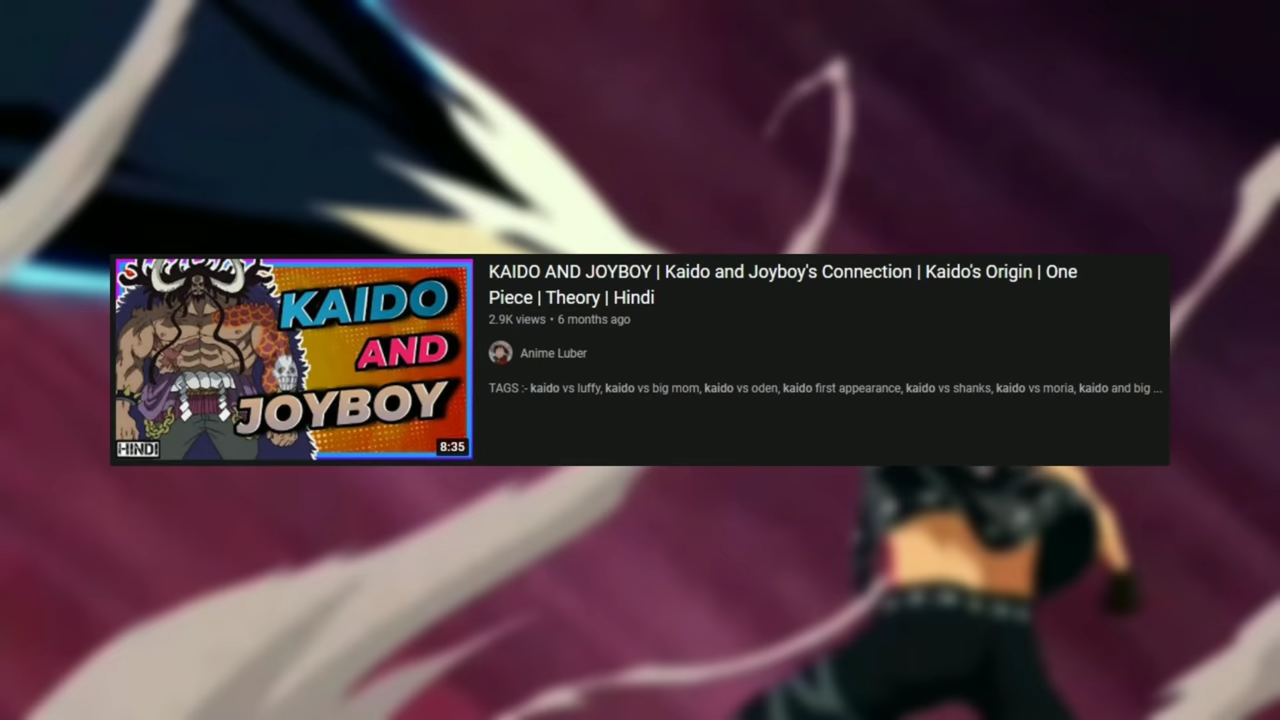 KAIDO
AND
JOYBOY
HINDI
8:35
KAIDO AND JOYBOY | Kaido and Joyboy's Connection | Kaido's Origin | One
Piece | Theory | Hindi
2.9K views • 6 months ago
Anime Luber
TAGS :- kaido vs luffy, kaido vs big mom, kaido vs oden, kaido first appearance, kaido vs shanks, kaido vs moria, kaido and big ...